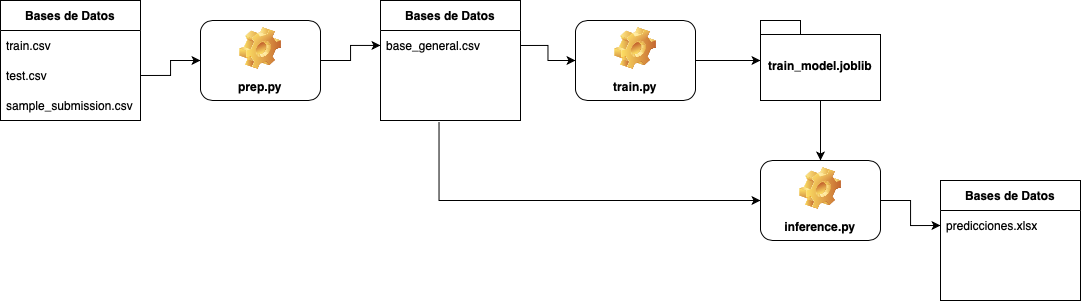 Bases de Datos
train.csv
test.csv
sample_submission.csv
prep.py
Bases de Datos
base_general.csv
train.py
train_model.joblib
inference.py
Bases de Datos
predicciones.xlsx